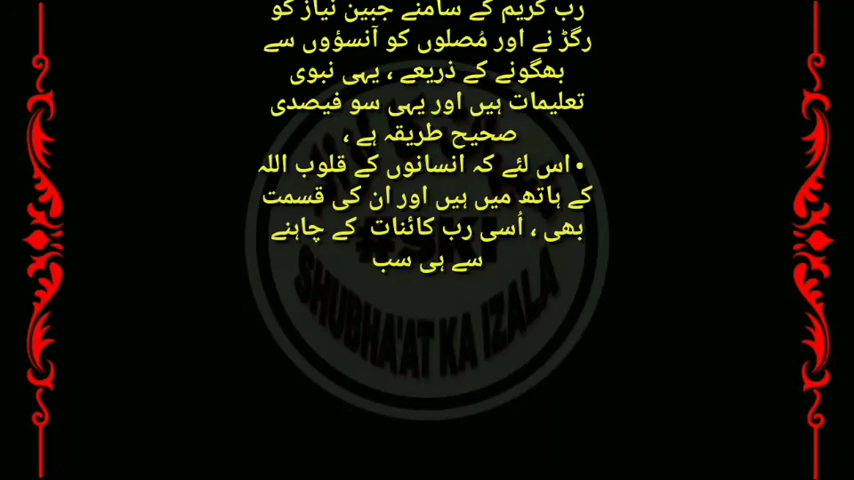 رب کریم کے سامنے جبین نیاز کو
رگڑ نے اور مُصلوں کو آنسؤوں سے
بھگونے کے ذریعے ، یہی نبوی
تعلیمات ہیں اور یہی سو فیصدی
صحیح طریقہ ہے ،
• اس لئے کہ انسانوں کے قلوب اللہ
کے ہاتھ میں ہیں اور ان کی قسمت
بھی ، اُسی رب کائنات کے چاہنے
سے ہی سب
#SKI
SHUBHA'AT KA IZALA